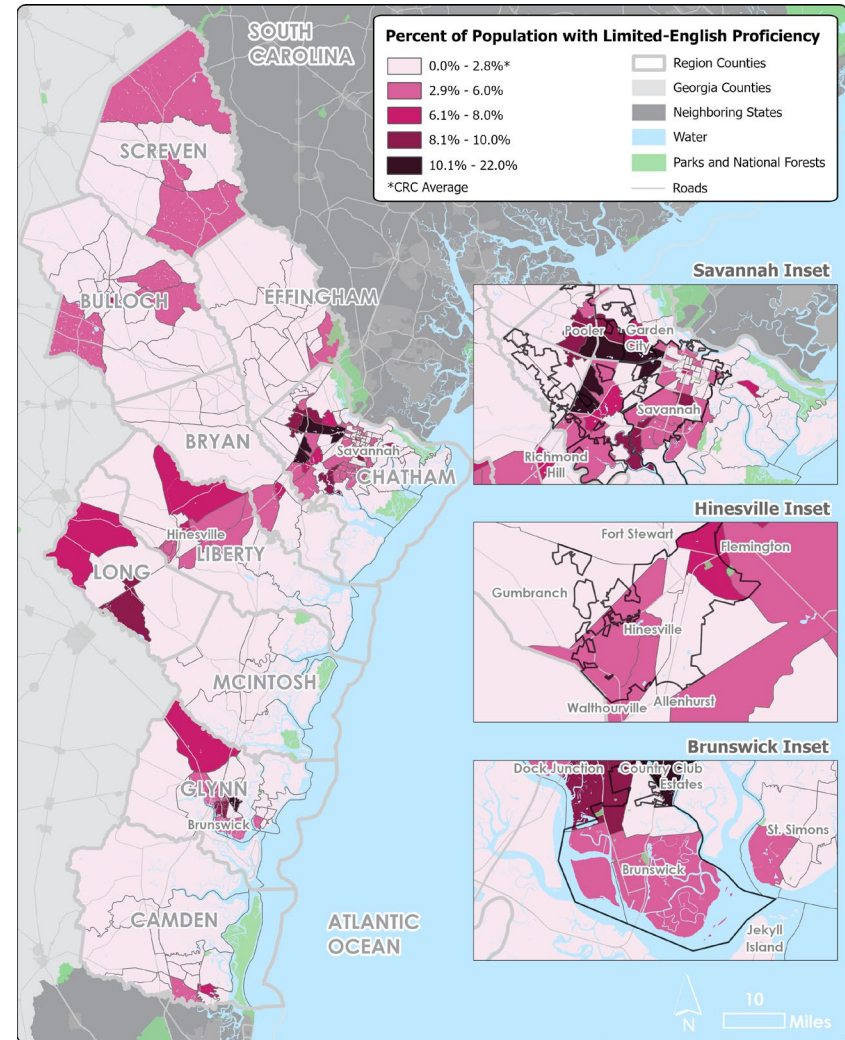 SOUTH
CAROLINA
Percent of Population with Limited-English Proficiency
0.0% - 2.8%*
2.9% - 6.0%
6.1% - 8.0%
8.1% - 10.0%
10.1% - 22.0%
*CRC Average
Region Counties
Georgia Counties
Neighboring States
Water
Parks and National Forests
Roads
SCREVEN
BULLOCH
EFFINGHAM
BRYAN
Savannah
CHATHAM
Hinesville
LIBERTY
LONG
MCINTOSH
GLYNN
Brunswick
CAMDEN
ATLANTIC
OCEAN
Savannah Inset
Pooler
Garden
City
Savannah
Richmond
Hill
Hinesville Inset
Fort Stewart
Flemington
Gumbranch
Hinesville
Walthourville
Allenhurst
Brunswick Inset
Dock Junction
Country Club
Estates
St. Simons
Brunswick
Jekyll
Island
N
10
Miles